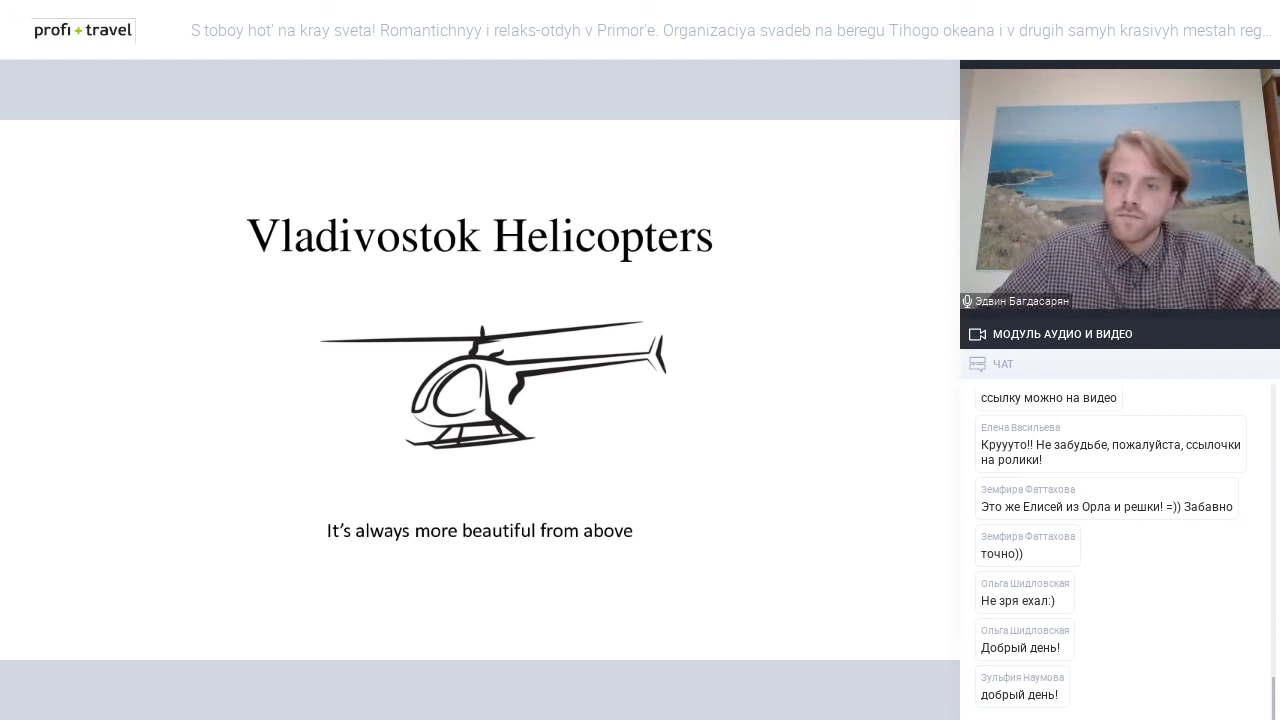 profi + travel
S toboy hot' na kray sveta! Romantichnyy i relaks-otdyh v Primor'e. Organizaciya svadeb na beregu Tihogo okeana i v drugih samyh krasivyh mestah reg...
Vladivostok Helicopters
It's always more beautiful from above
Эдвин Багдасарян
МОДУЛЬ АУДИО И ВИДЕО
ЧАТ
ссылку можно на видео
Елена Васильева
Круууто!! Не забудьбе, пожалуйста, ссылочки
на ролики!
Земфира Фаттахова
Это же Елисей из Орла и решки! =)) Забавно
Земфира Фаттахова
точно))
Ольга Шидловская
Не зря ехал:)
Ольга Шидловская
Добрый день!
Зульфия Наумова
добрый день!